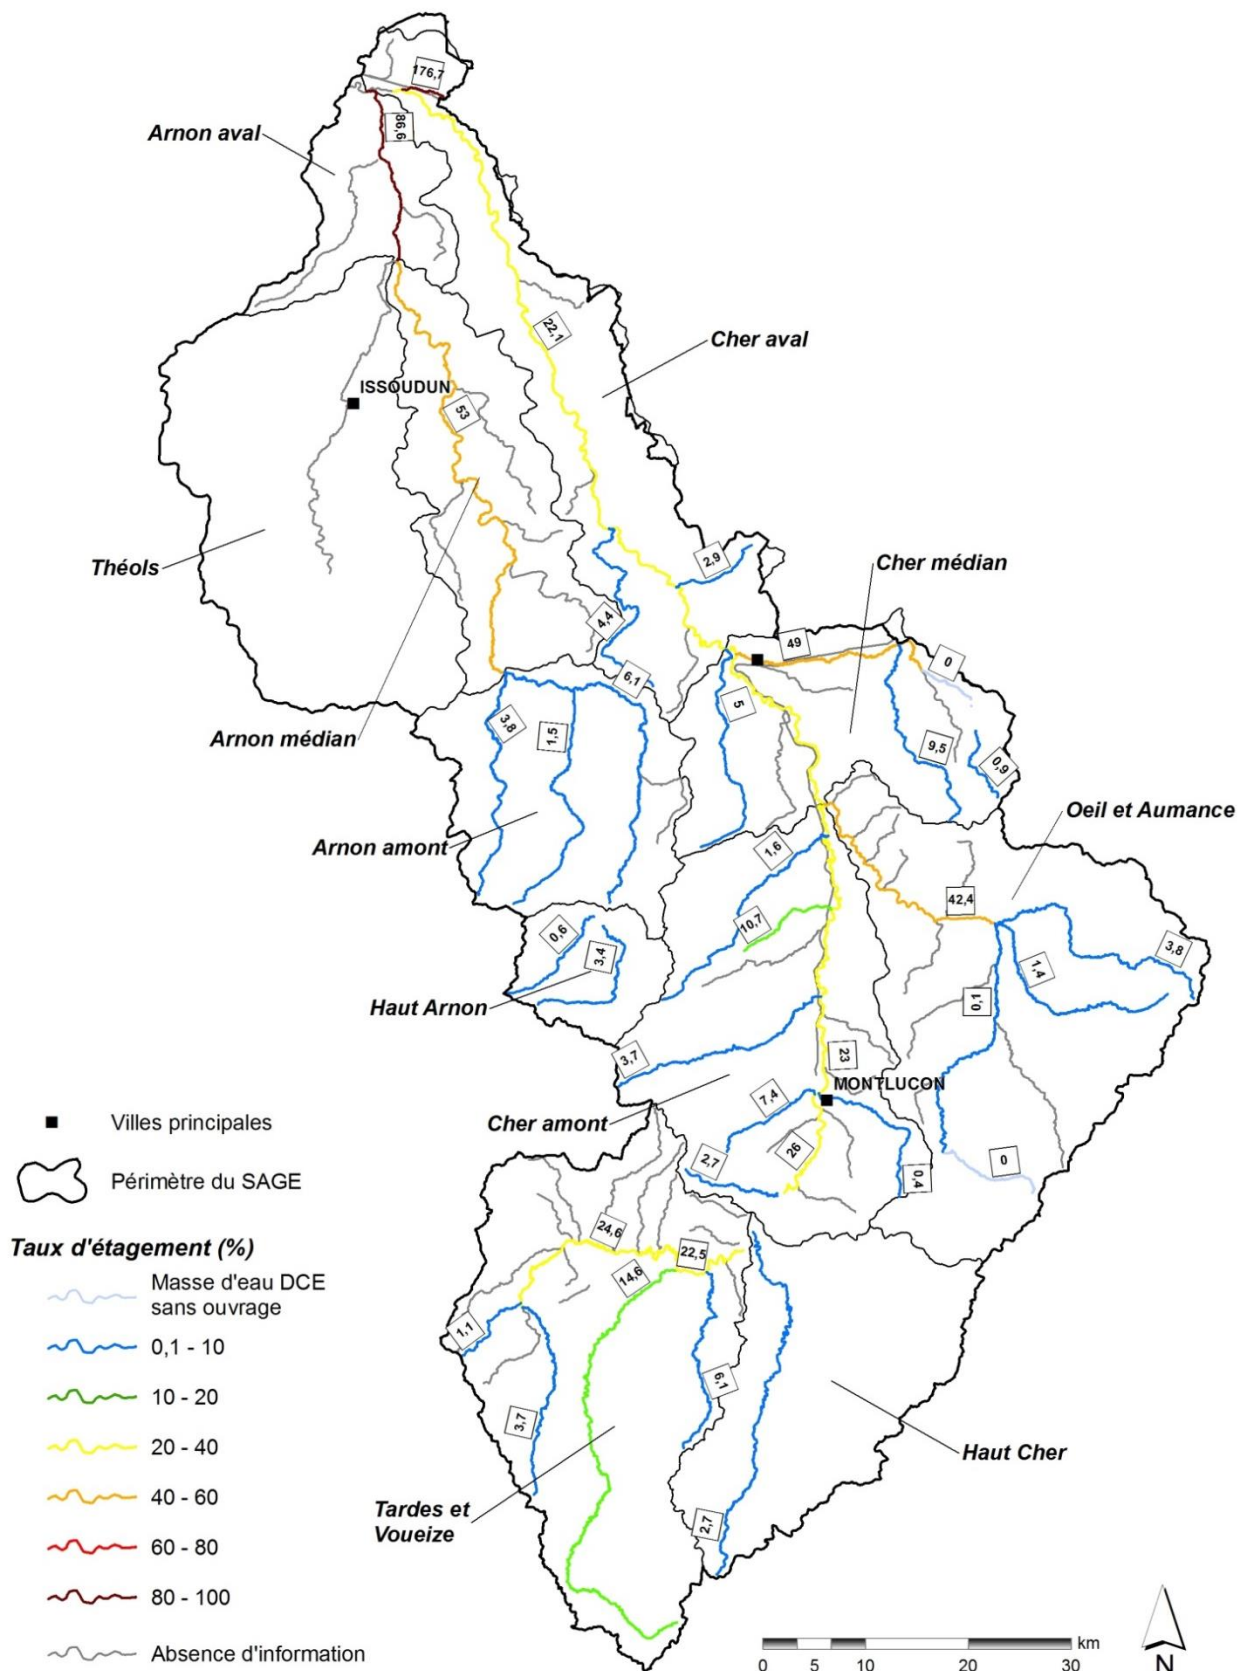 176,7
86,6
Arnon aval
22,1
Cher aval
ISSOUDUN
53
Théols
2,9
Cher médian
4,4
49
0
6,1
5
3,8
1,5
9,5
0,9
Arnon médian
Oeil et Aumance
Arnon amont
1,6
10,7
42,4
0,6
3,4
3,8
1,4
0,1
Haut Arnon
3,7
23
MONTLUCON
7,4
Cher amont
26
2,7
0,4
0
24,6
22,5
14,6
1,1
6,1
3,7
Haut Cher
Tardes et
Voueize
2,7
Villes principales
Périmètre du SAGE
Taux d'étagement (%)
Masse d'eau DCE
sans ouvrage
0,1 - 10
10 - 20
20 - 40
40 - 60
60 - 80
80 - 100
Absence d'information
km
0 5 10 20 30
N